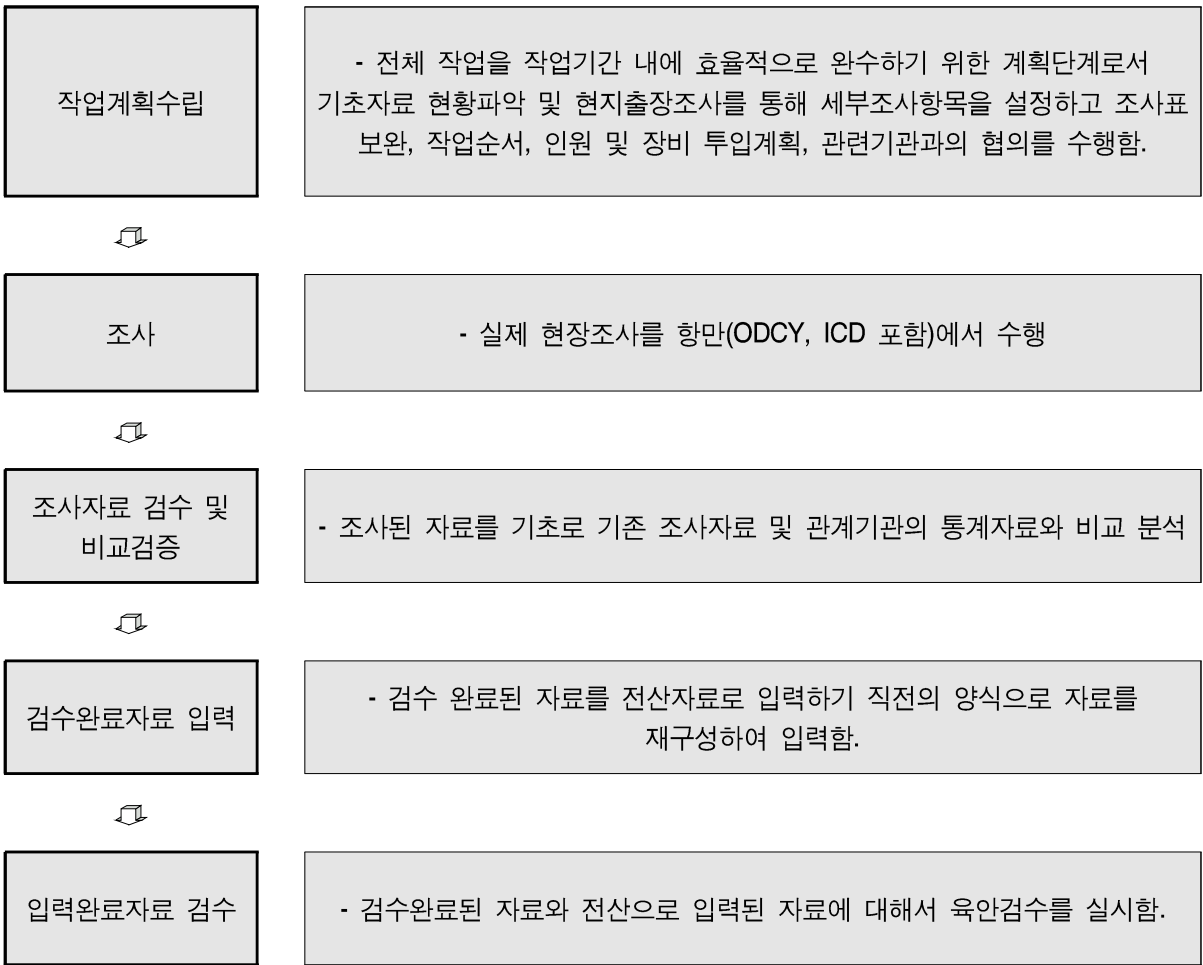 작업계획수립
- 전체 작업을 작업기간 내에 효율적으로 완수하기 위한 계획단계로서
기초자료 현황파악 및 현지출장조사를 통해 세부조사항목을 설정하고 조사표
보완, 작업순서, 인원 및 장비 투입계획, 관련기관과의 협의를 수행함.
조사
- 실제 현장조사를 항만(ODCY, ICD 포함)에서 수행
조사자료 검수 및
비교검증
- 조사된 자료를 기초로 기존 조사자료 및 관계기관의 통계자료와 비교 분석
검수완료자료 입력
- 검수 완료된 자료를 전산자료로 입력하기 직전의 양식으로 자료를
재구성하여 입력함.
입력완료자료 검수
- 검수완료된 자료와 전산으로 입력된 자료에 대해서 육안검수를 실시함.